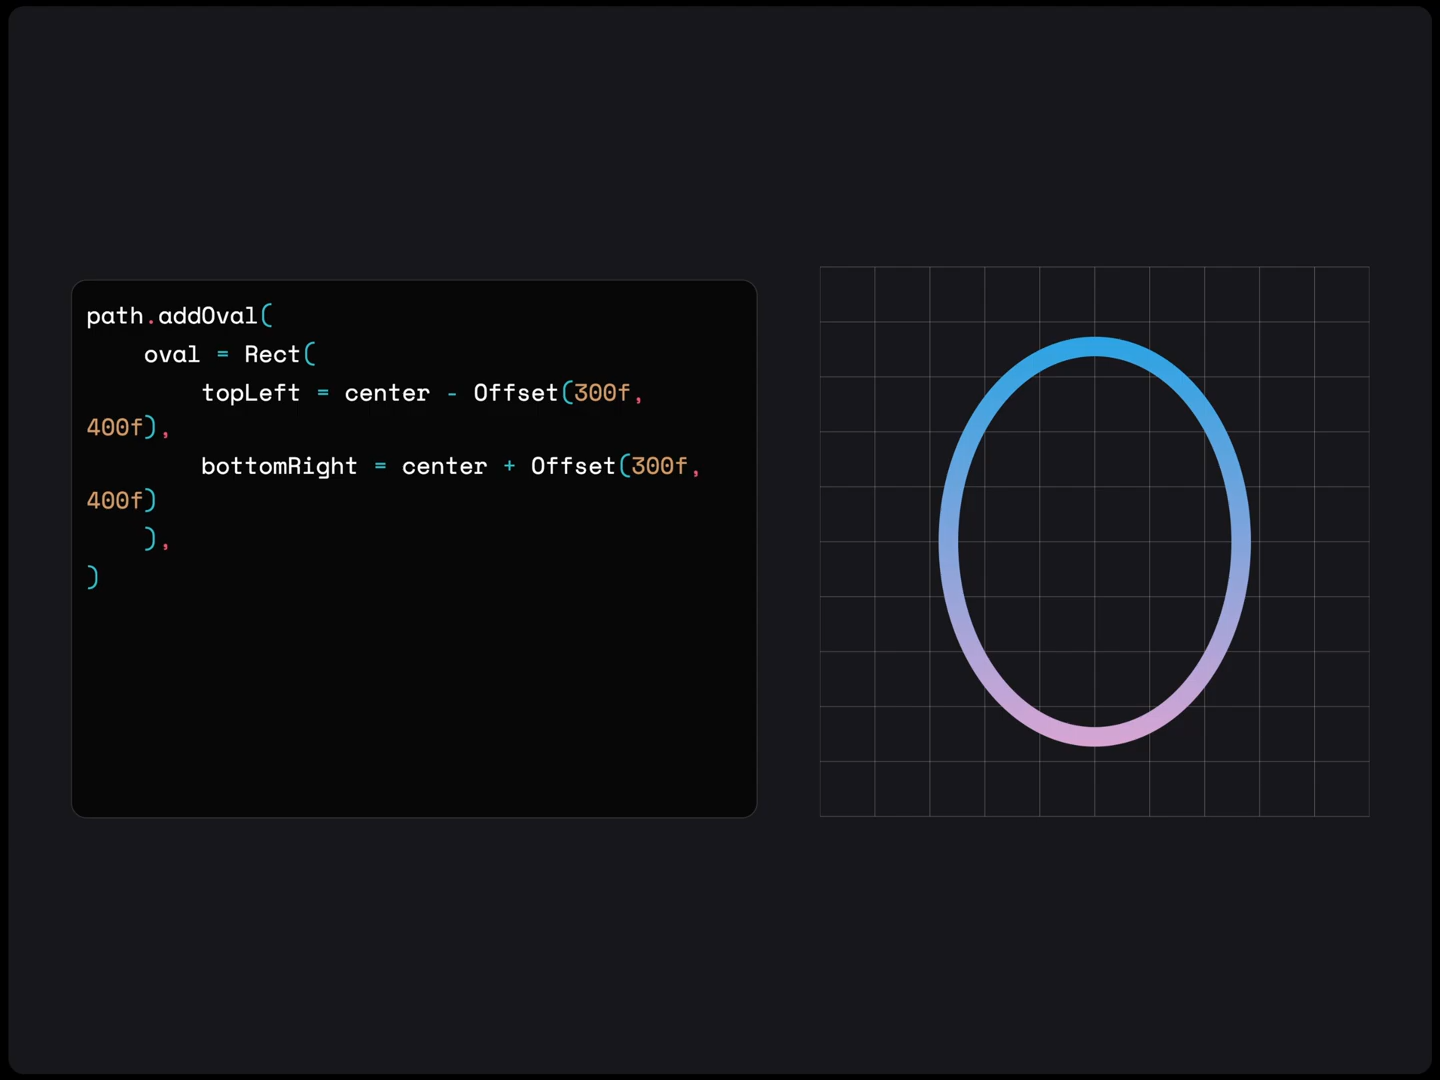 path.addOval(
    oval = Rect(
        topLeft = center - Offset(300f,
400f),
        bottomRight = center + Offset(300f,
400f)
    ),
)